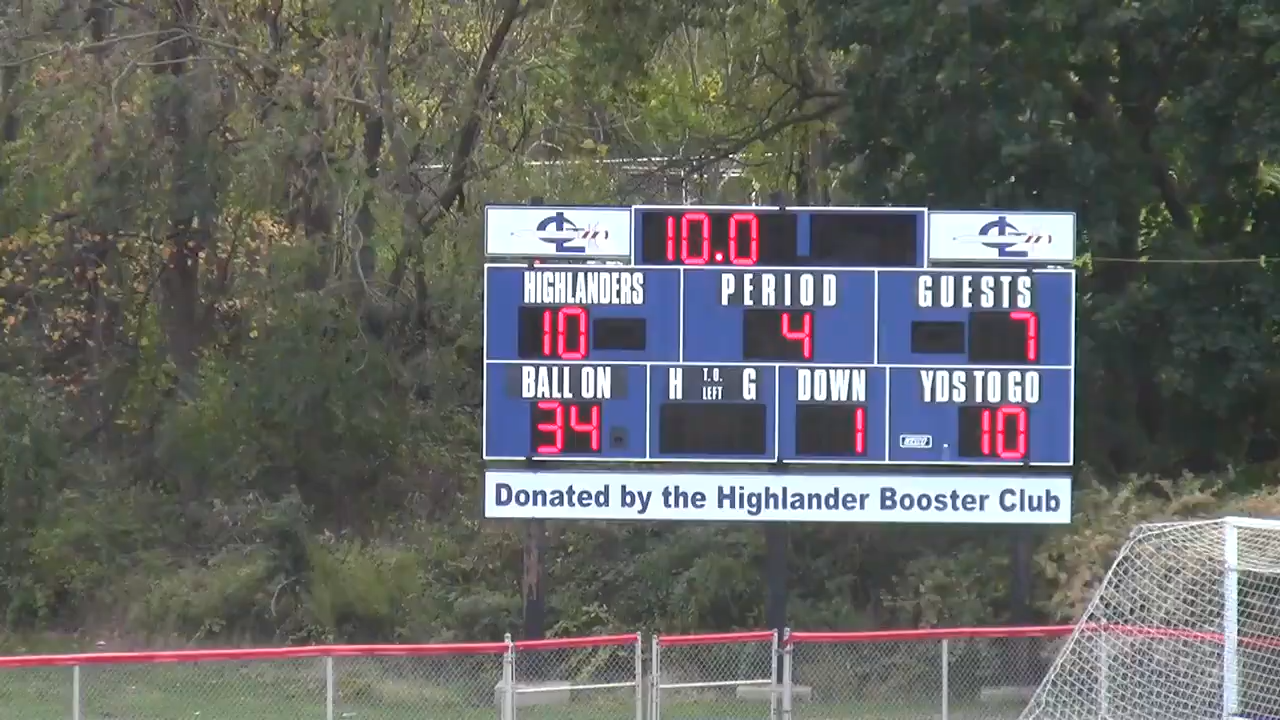 10.0
HIGHLANDERS PERIOD GUESTS
10 4 7
BALL ON H T.O. LEFT G DOWN YDS TO GO
34 1 10
Donated by the Highlander Booster Club